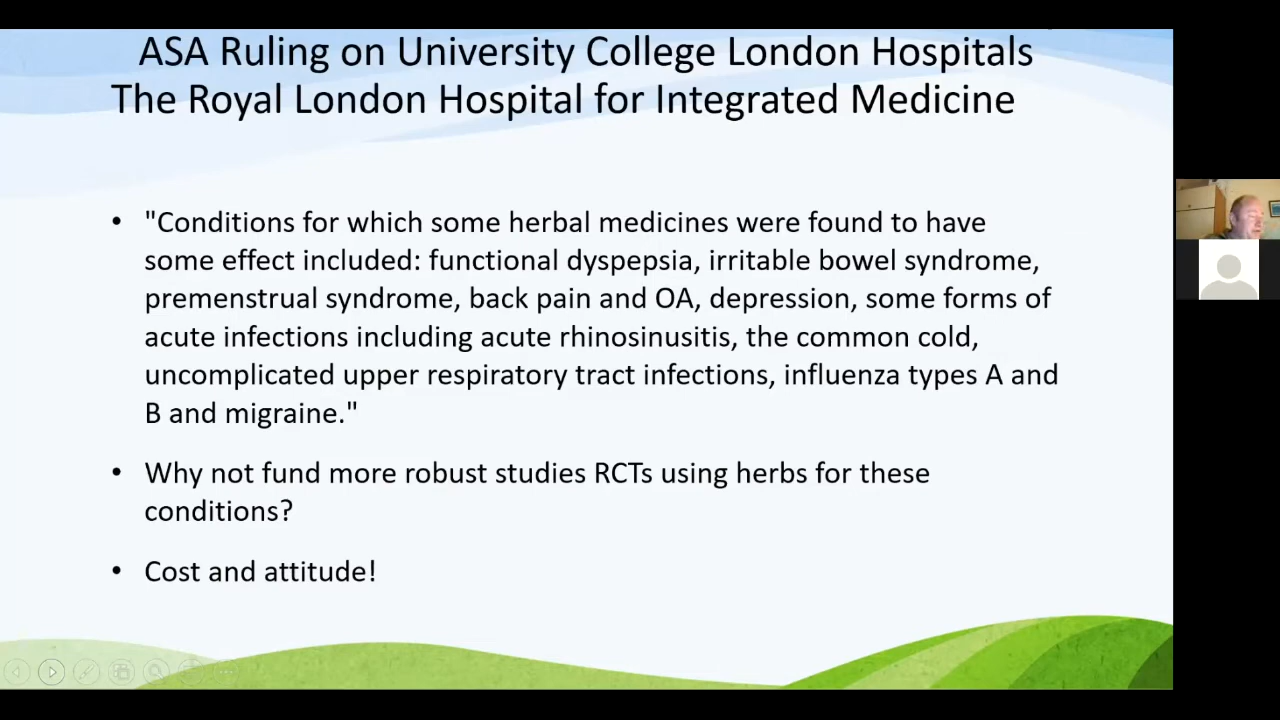 ASA Ruling on University College London Hospitals
The Royal London Hospital for Integrated Medicine
• "Conditions for which some herbal medicines were found to have
some effect included: functional dyspepsia, irritable bowel syndrome,
premenstrual syndrome, back pain and OA, depression, some forms of
acute infections including acute rhinosinusitis, the common cold,
uncomplicated upper respiratory tract infections, influenza types A and
B and migraine."
• Why not fund more robust studies RCTs using herbs for these
conditions?
• Cost and attitude!